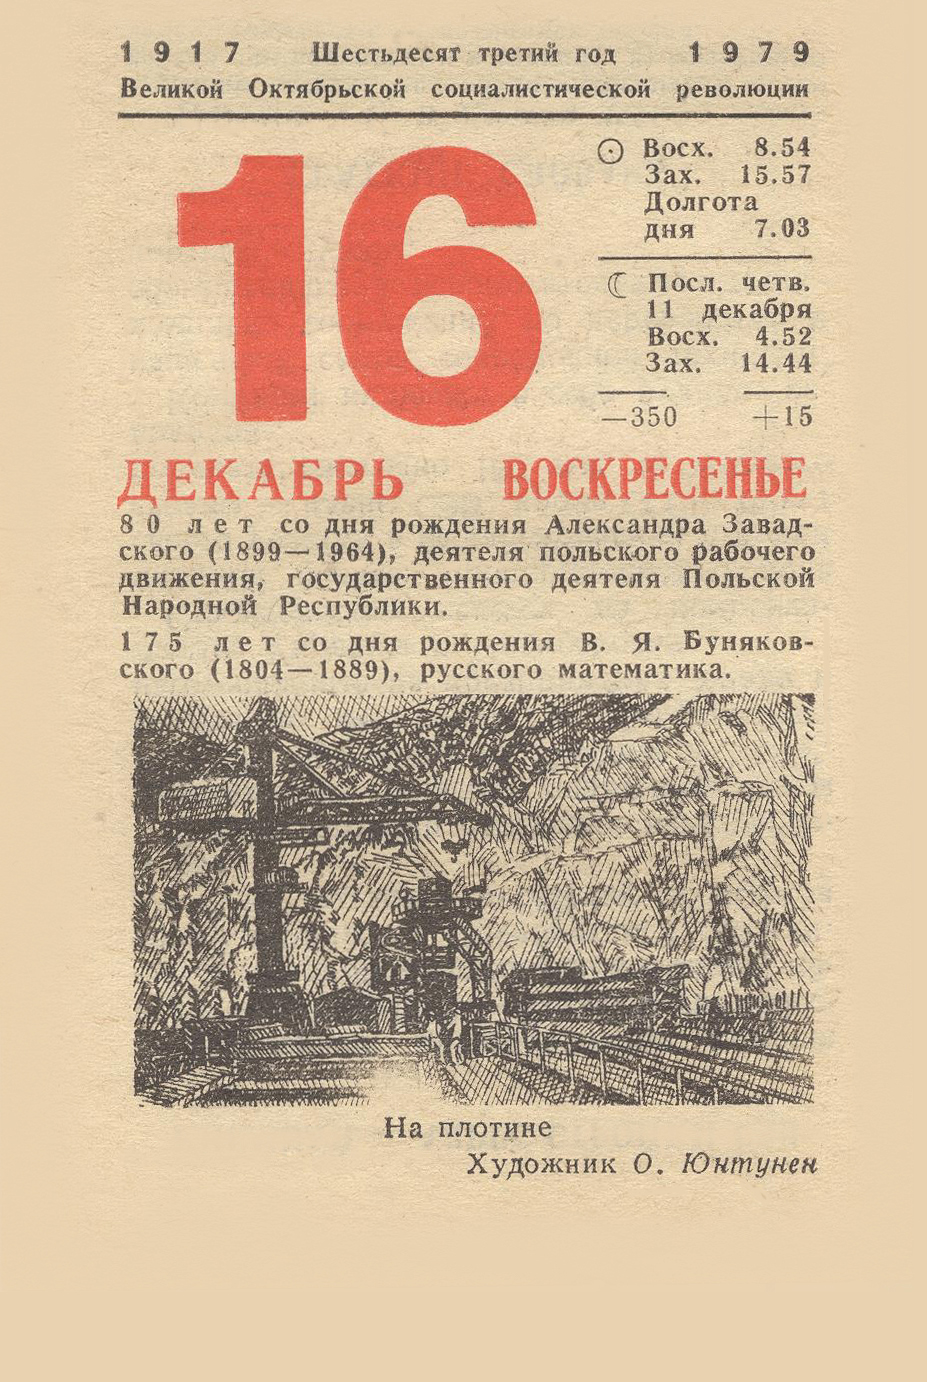 1917 Шестьдесят третий год 1979
Великой Октябрьской социалистической революции
16
Восх. 8.54
Зах. 15.57
Долгота
дня 7.03
Посл. четв.
11 декабря
Восх. 4.52
Зах. 14.44
—350 +15
ДЕКАБРЬ ВОСКРЕСЕНЬЕ
80 лет со дня рождения Александра Завад-
ского (1899—1964), деятеля польского рабочего
движения, государственного деятеля Польской
Народной Республики.
175 лет со дня рождения В. Я. Буняков-
ского (1804—1889), русского математика.
На плотине
Художник О. Юнтунен